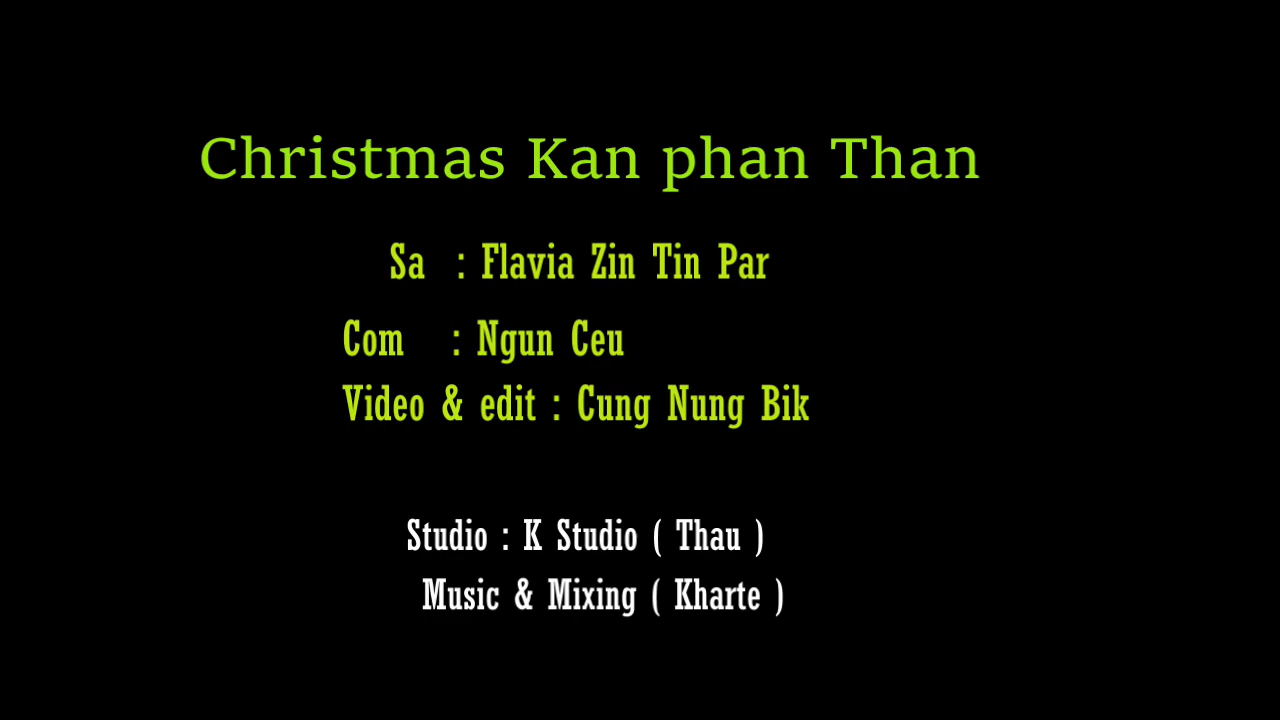 Christmas Kan phan Than
Sa : Flavia Zin Tin Par
Com : Ngun Ceu
Video & edit : Cung Nung Bik
Studio : K Studio ( Thau )
Music & Mixing ( Kharte )